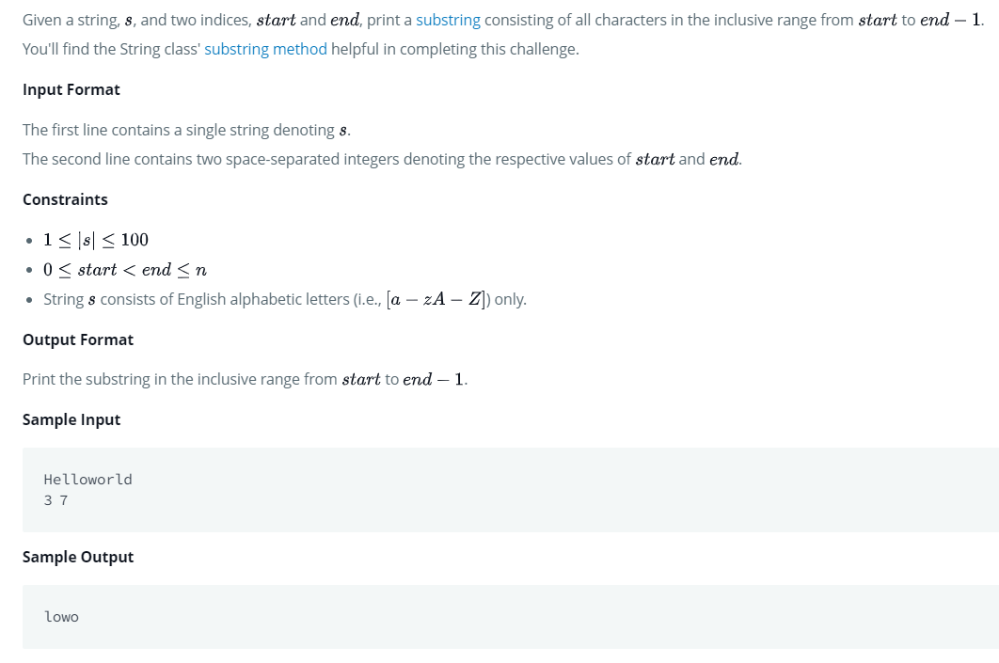 Given a string, s, and two indices, start and end, print a substring consisting of all characters in the inclusive range from start to end − 1.
You'll find the String class' substring method helpful in completing this challenge.
Input Format
The first line contains a single string denoting s.
The second line contains two space-separated integers denoting the respective values of start and end.
Constraints
• 1 ≤ |s| ≤ 100
• 0 ≤ start < end ≤ n
• String s consists of English alphabetic letters (i.e., [a − zA − Z]) only.
Output Format
Print the substring in the inclusive range from start to end − 1.
Sample Input
Helloworld
3 7
Sample Output
lowo